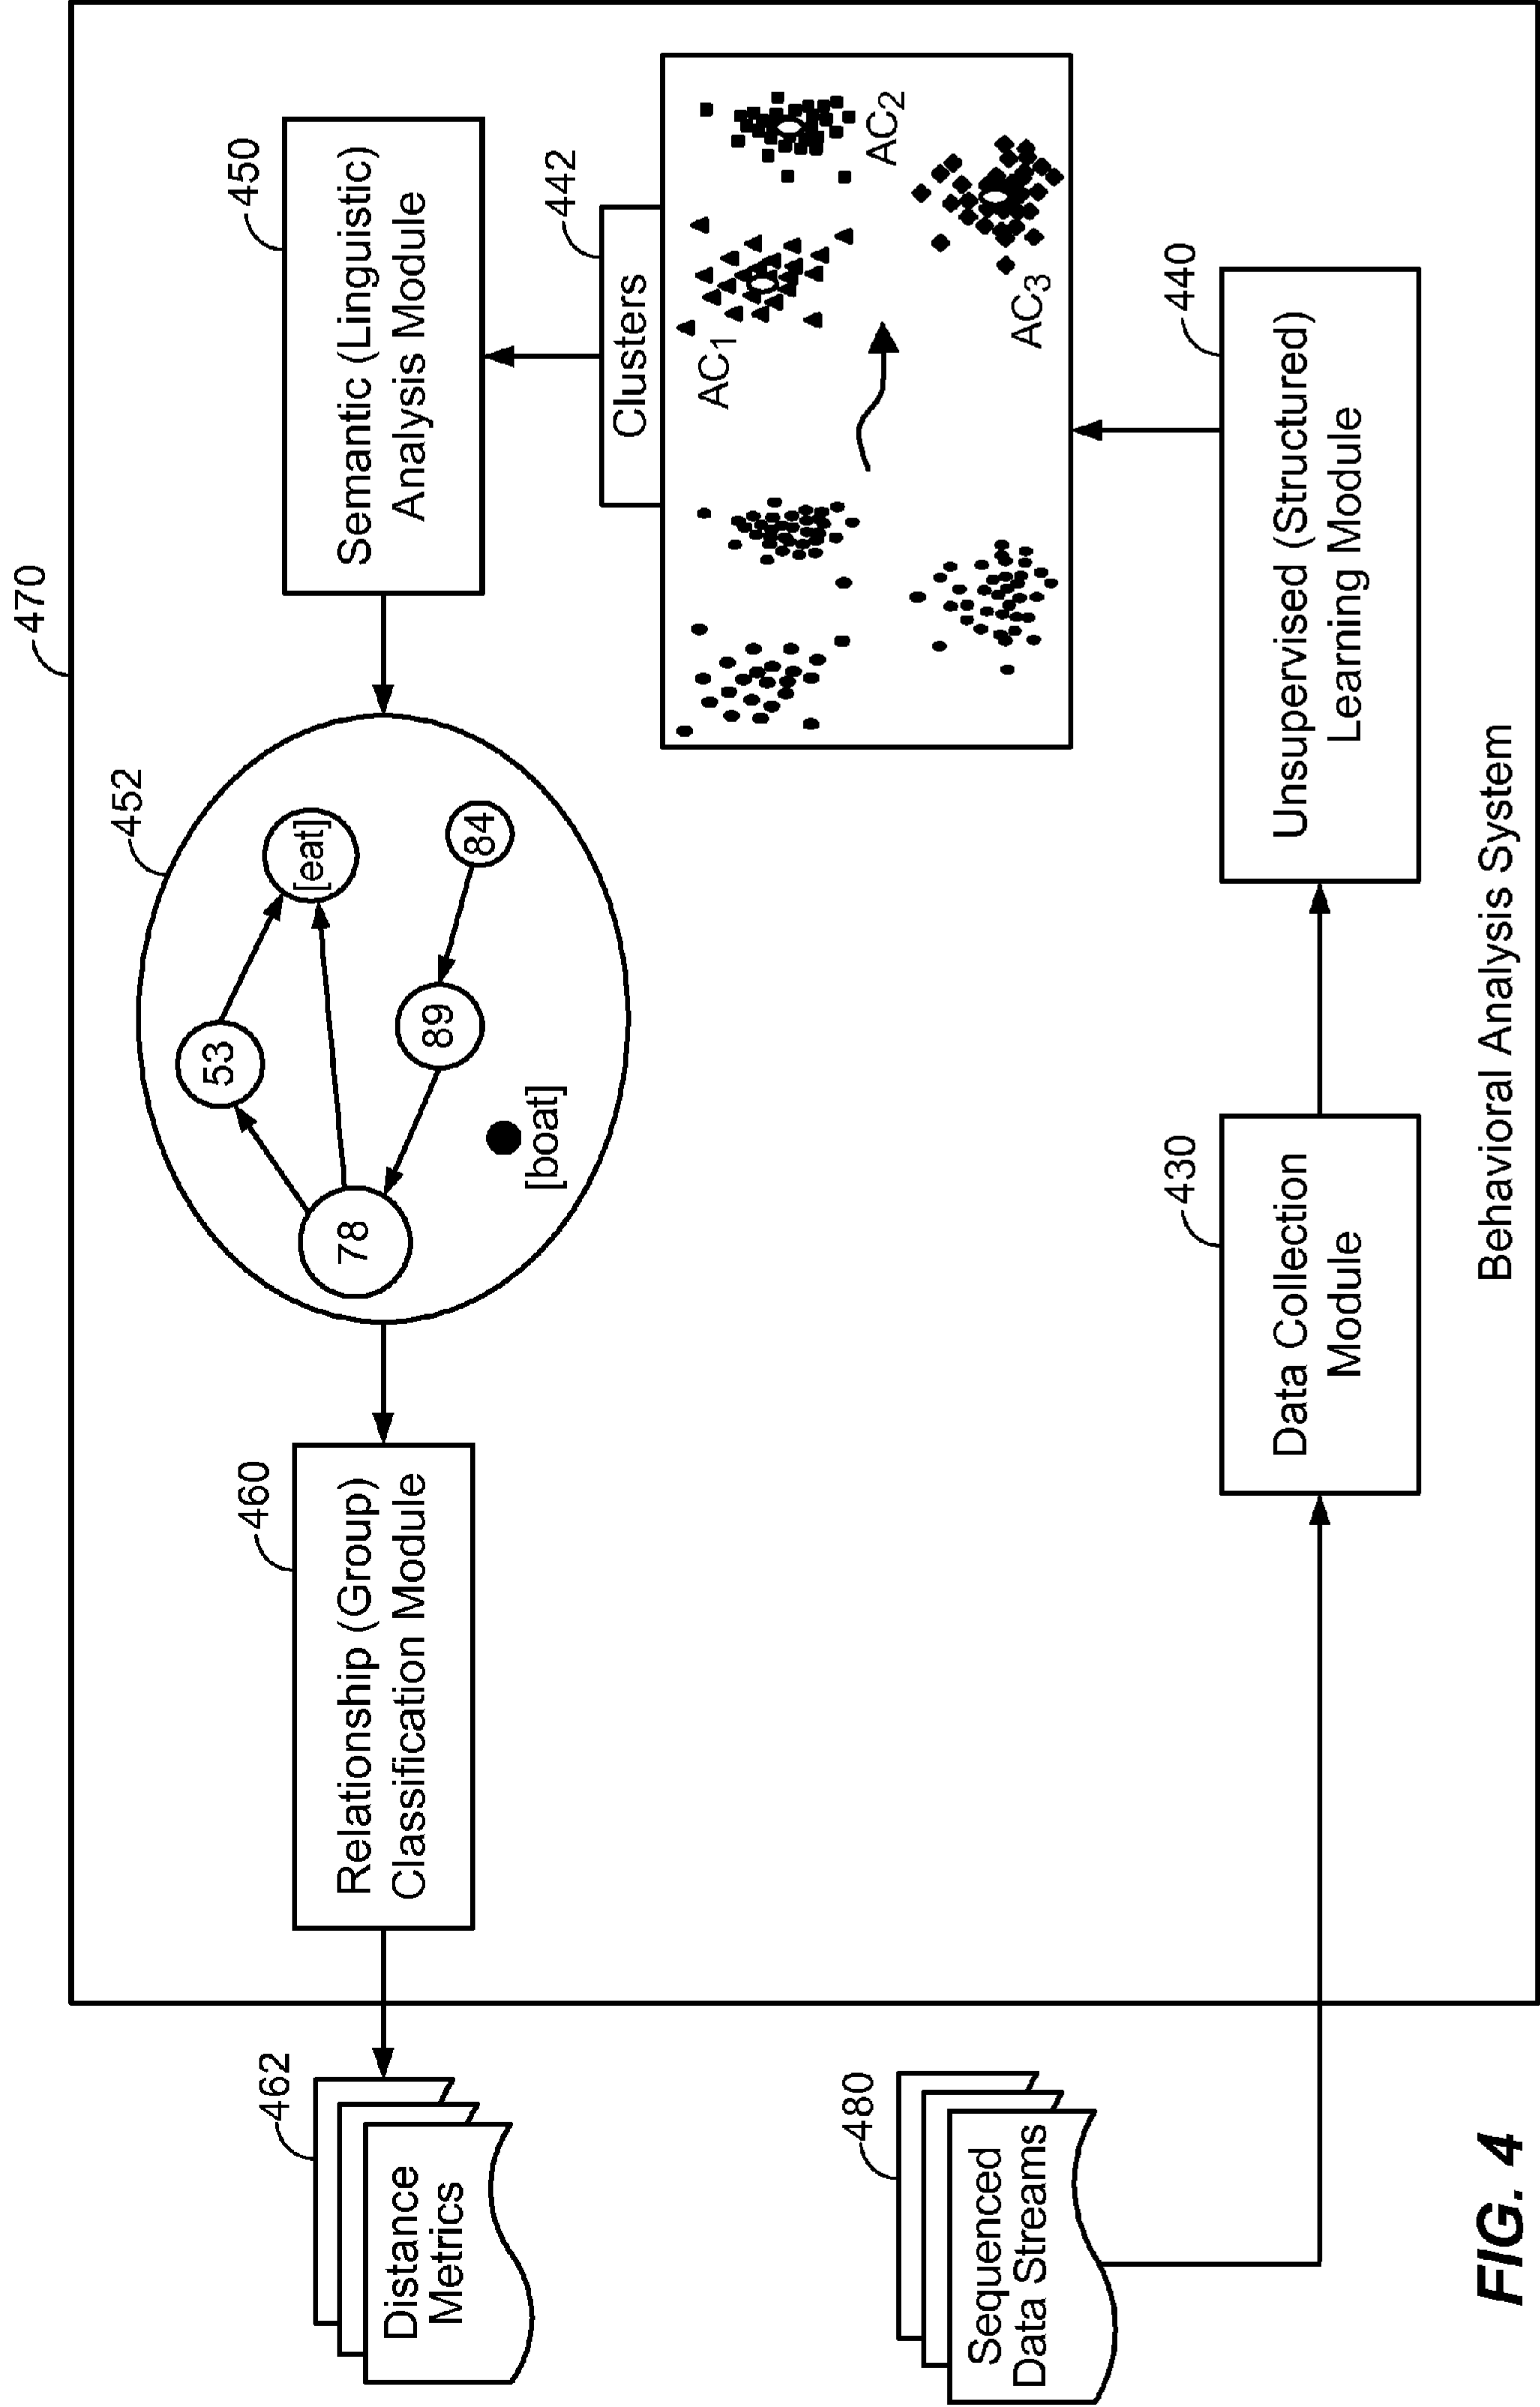 470
462
Distance
Metrics
460
Relationship (Group)
Classification Module
452
78
53
[eat]
89
84
[boat]
450
Semantic (Linguistic)
Analysis Module
442
Clusters
AC1
AC2
AC3
480
Sequenced
Data Streams
430
Data Collection
Module
440
Unsupervised (Structured)
Learning Module
Behavioral Analysis System
FIG. 4